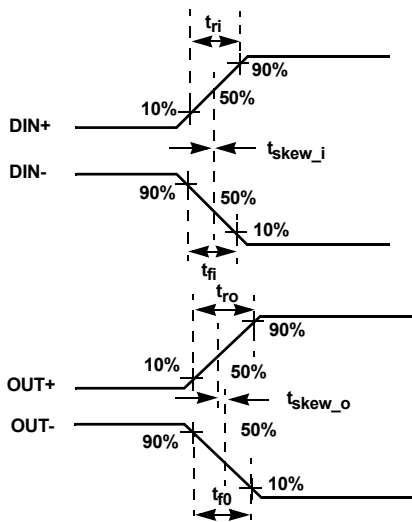 tri
90%
10%
50%
DIN+
tskew_i
DIN-
90%
50%
10%
tfi
tro
90%
10%
50%
OUT+
tskew_o
OUT-
50%
90%
10%
tf0